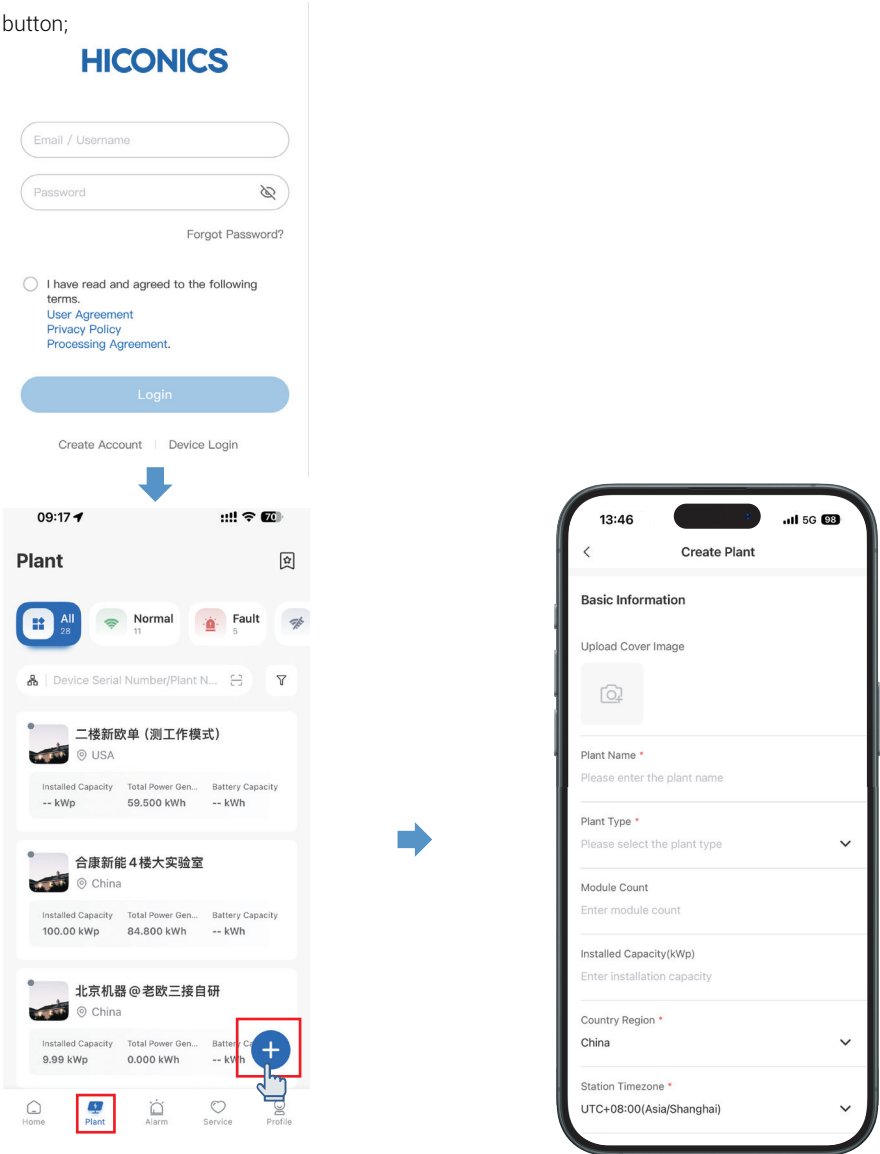 button;
HICONICS
Email / Username
Password
Forgot Password?
I have read and agreed to the following
terms.
User Agreement
Privacy Policy
Processing Agreement.
Login
Create Account | Device Login
09:17 70
Plant
All 28
Normal 11
Fault 5
Device Serial Number/Plant N...
二楼新欧单（测工作模式）
USA
Installed Capacity Total Power Gen... Battery Capacity
-- kWp 59.500 kWh -- kWh
合康新能4楼大实验室
China
Installed Capacity Total Power Gen... Battery Capacity
100.00 kWp 84.800 kWh -- kWh
北京机器@老欧三接自研
China
Installed Capacity Total Power Gen... Battery Ca
9.99 kWp 0.000 kWh -- kWh
Home Plant Alarm Service Profile
13:46 5G 98
Create Plant
Basic Information
Upload Cover Image
Plant Name *
Please enter the plant name
Plant Type *
Please select the plant type
Module Count
Enter module count
Installed Capacity(kWp)
Enter installation capacity
Country Region *
China
Station Timezone *
UTC+08:00(Asia/Shanghai)